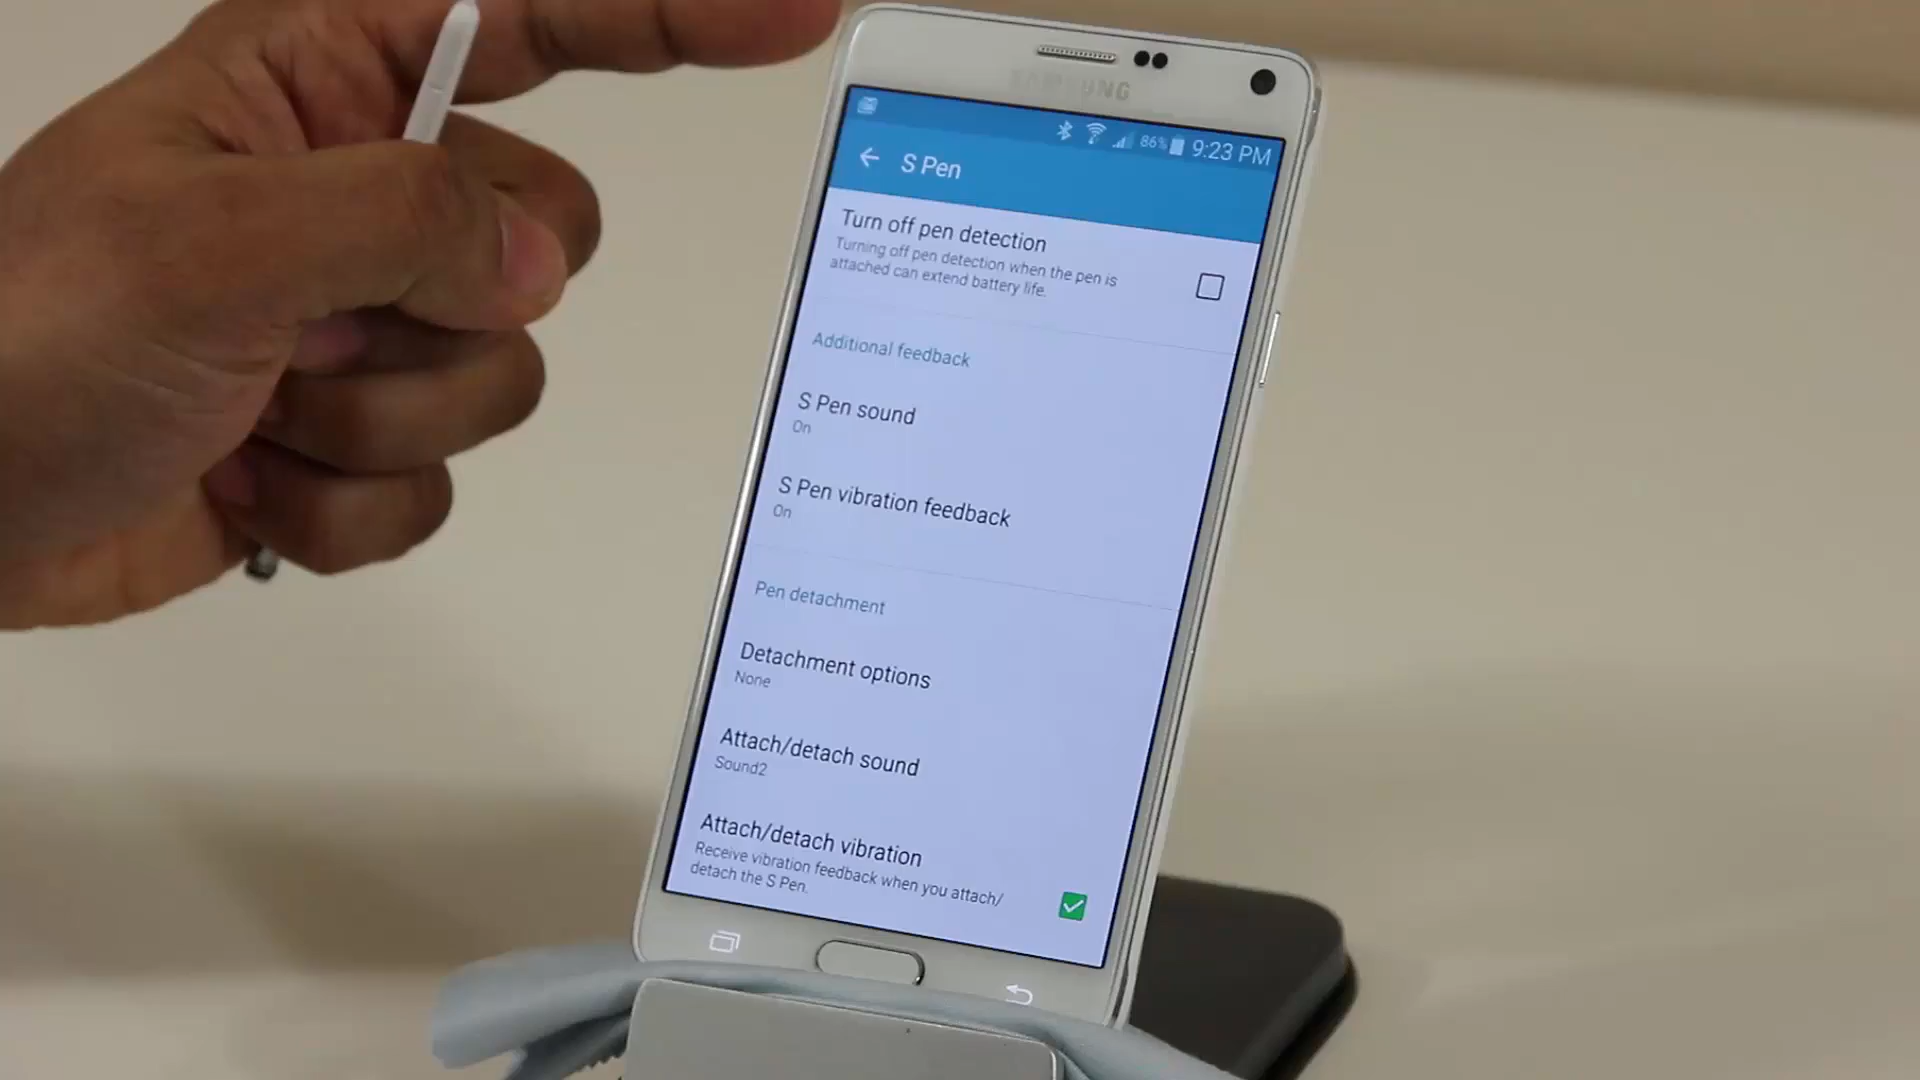 SAMSUNG
86% 9:23 PM
S Pen
Turn off pen detection
Turning off pen detection when the pen is
attached can extend battery life.
Additional feedback
S Pen sound
On
S Pen vibration feedback
On
Pen detachment
Detachment options
None
Attach/detach sound
Sound2
Attach/detach vibration
Receive vibration feedback when you attach/
detach the S Pen.